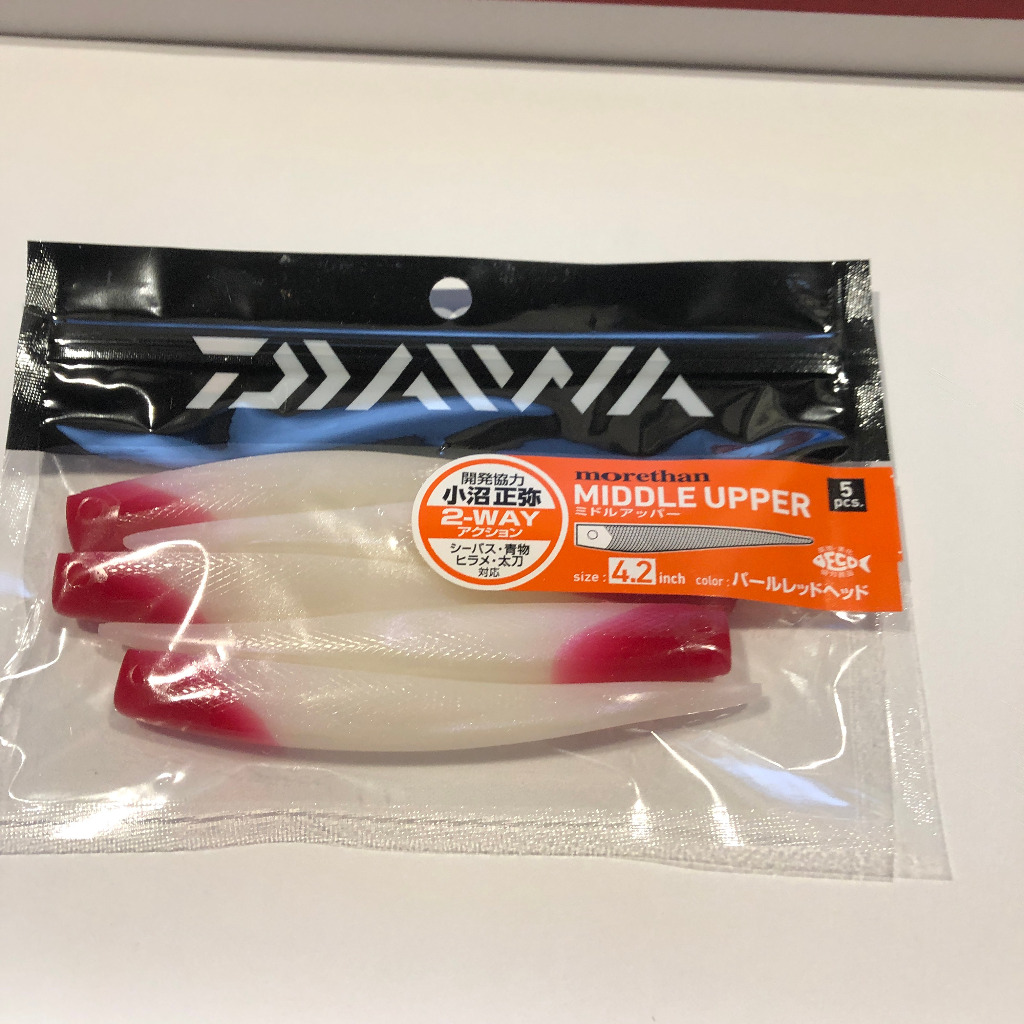 DAIWA
開発協力
小沼正弥
2-WAY
アクション
シーバス・青物
ヒラメ・太刀
対応
morethan
MIDDLE UPPER
ミドルアッパー
5
pcs.
size : 4.2 inch color : パールレッドヘッド
ECO